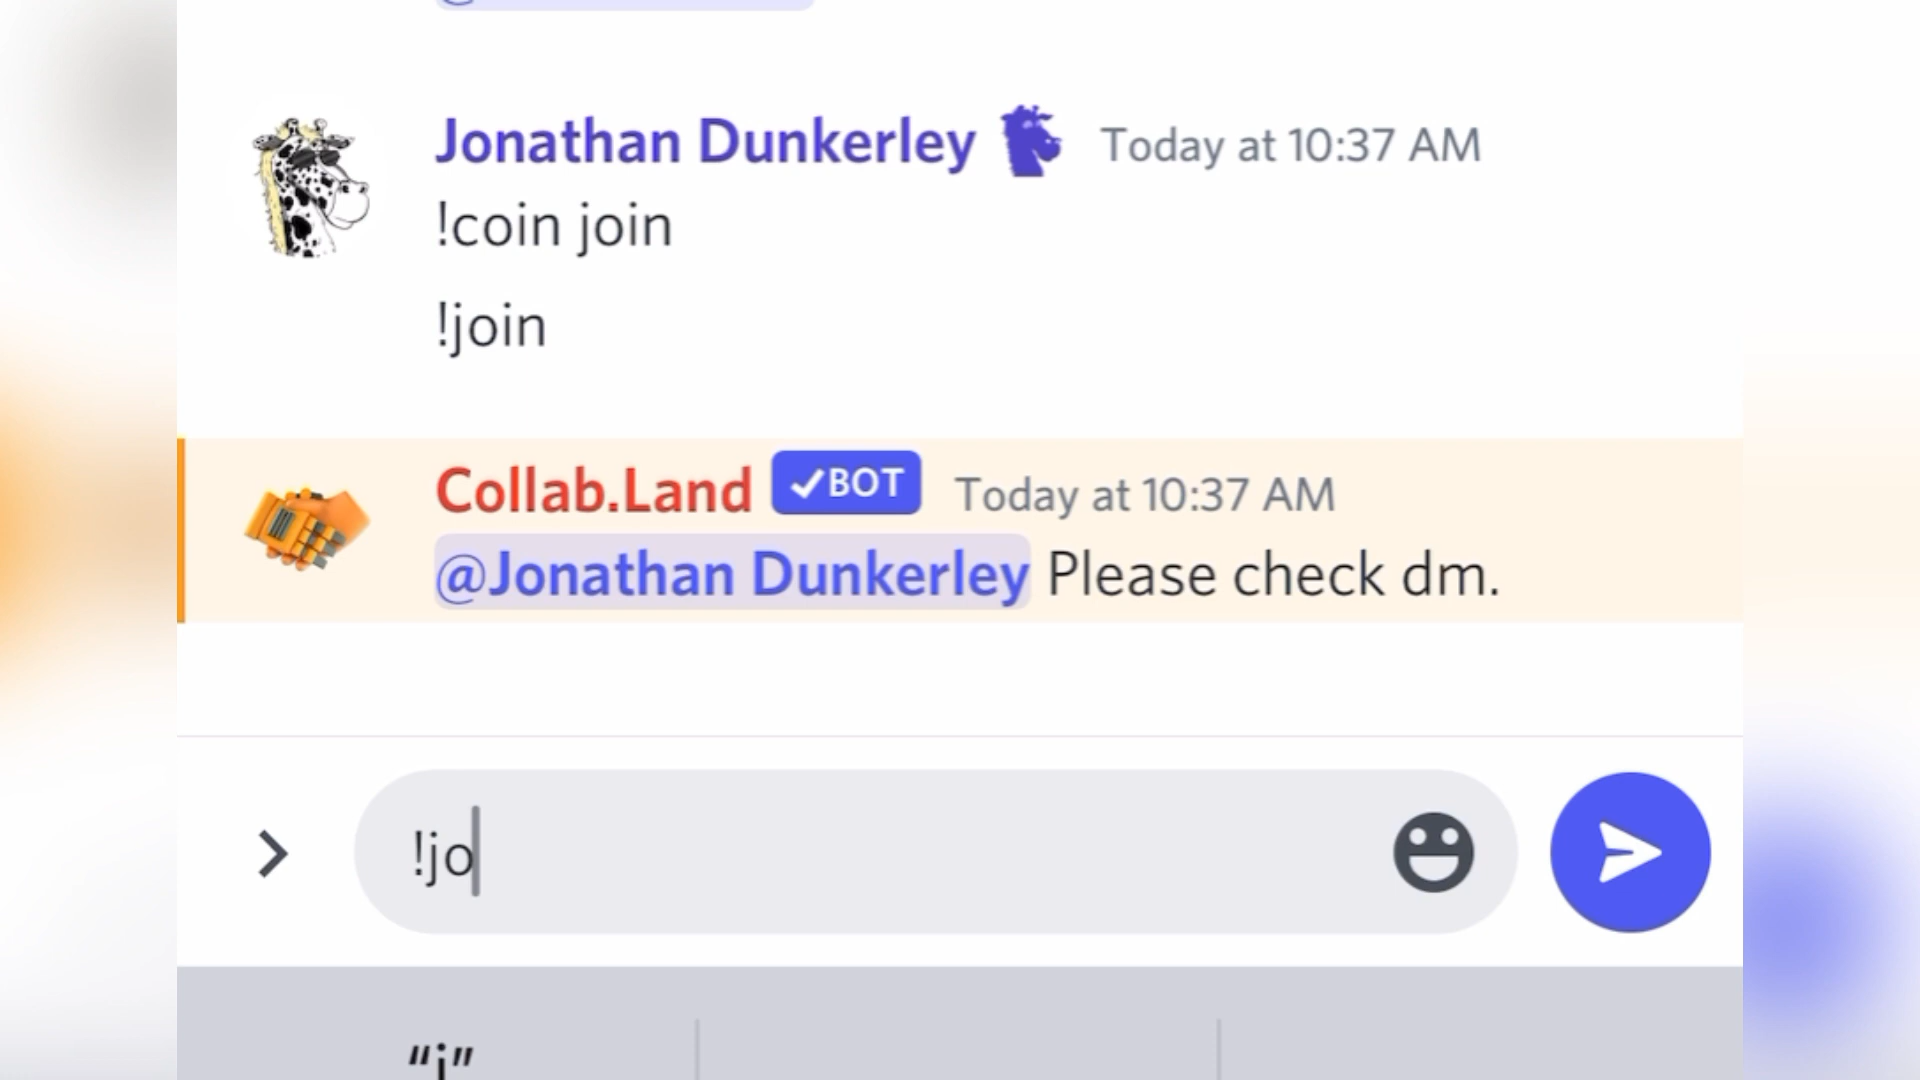 Jonathan Dunkerley Today at 10:37 AM
!coin join
!join
Collab.Land ✓BOT Today at 10:37 AM
@Jonathan Dunkerley Please check dm.
!jo